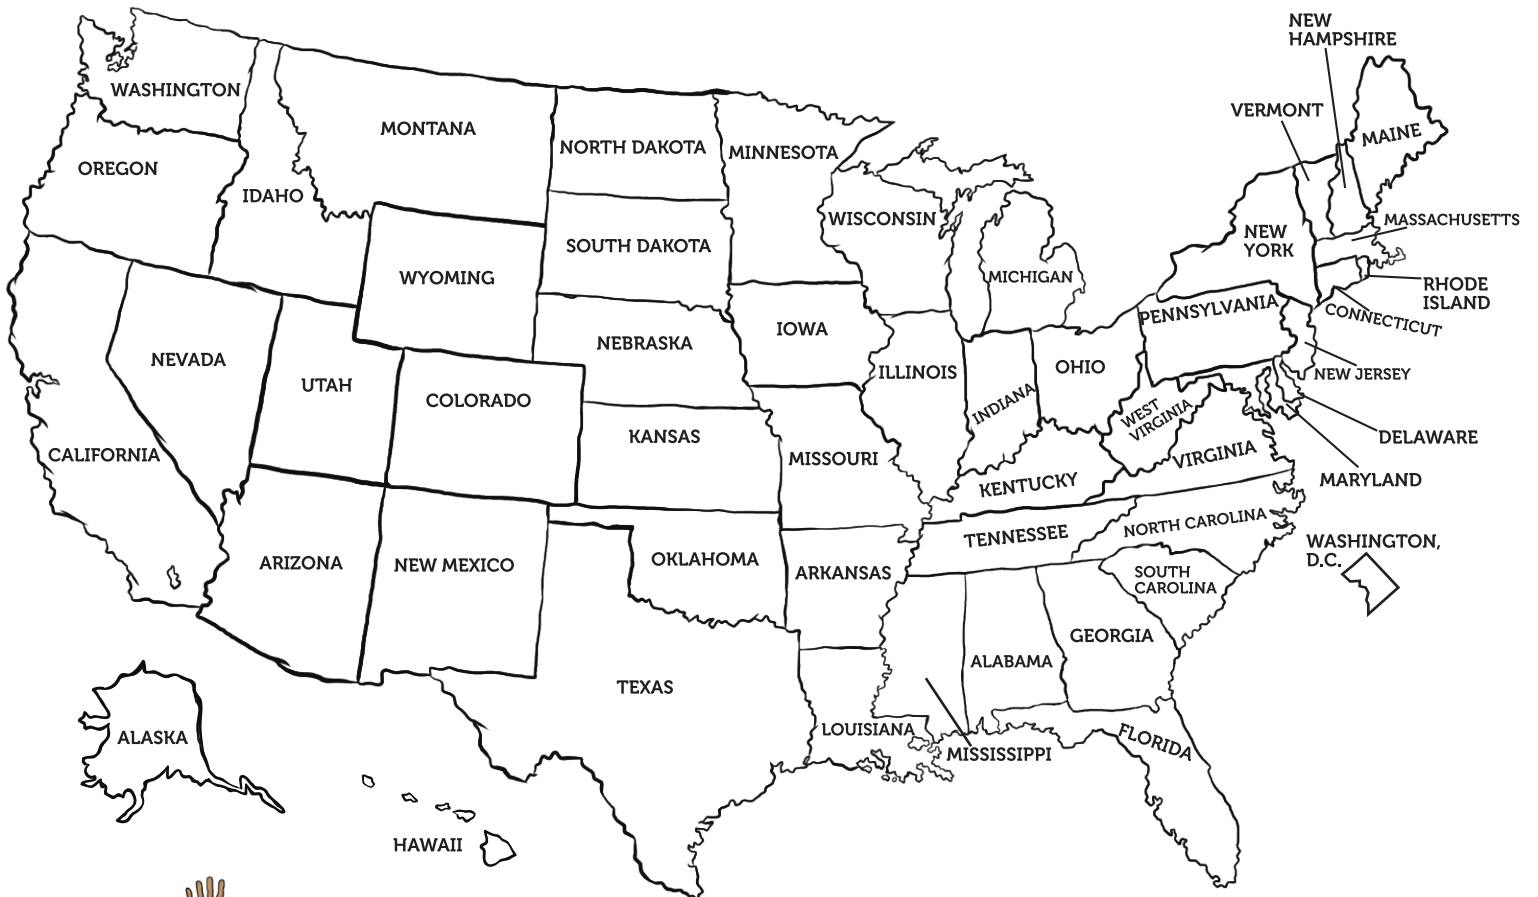 NEW
HAMPSHIRE
WASHINGTON
VERMONT
MONTANA
MAINE
NORTH DAKOTA
MINNESOTA
OREGON
IDAHO
WISCONSIN
MASSACHUSETTS
NEW
YORK
SOUTH DAKOTA
WYOMING
MICHIGAN
RHODE
ISLAND
PENNSYLVANIA
CONNECTICUT
IOWA
NEBRASKA
NEVADA
UTAH
ILLINOIS
OHIO
NEW JERSEY
COLORADO
INDIANA
WEST
VIRGINIA
KANSAS
DELAWARE
CALIFORNIA
MISSOURI
VIRGINIA
KENTUCKY
MARYLAND
NORTH CAROLINA
TENNESSEE
WASHINGTON,
D.C.
ARIZONA
NEW MEXICO
OKLAHOMA
ARKANSAS
SOUTH
CAROLINA
GEORGIA
ALABAMA
TEXAS
LOUISIANA
ALASKA
FLORIDA
MISSISSIPPI
HAWAII